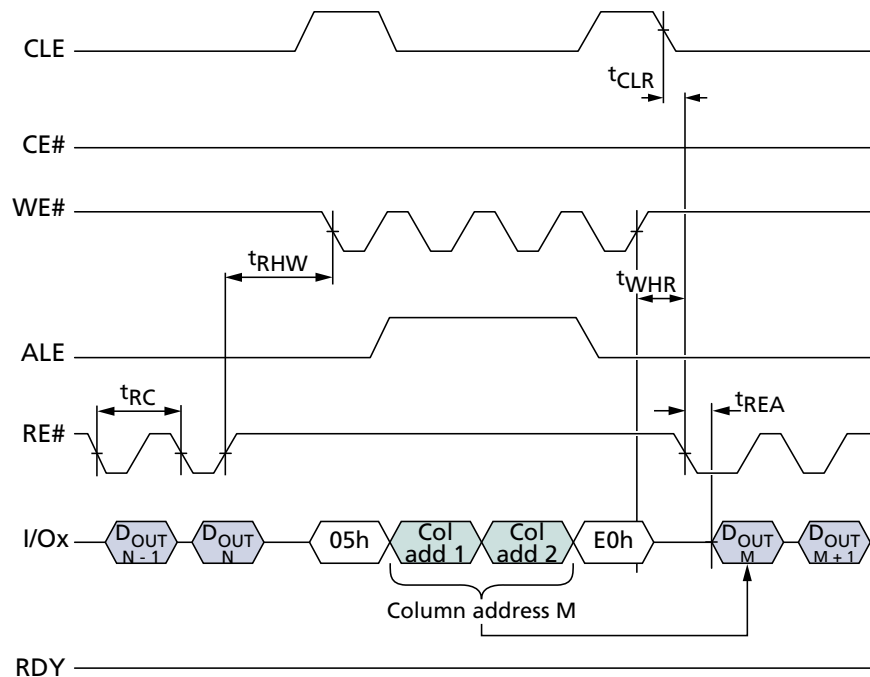 CLE
tCLR
CE#
WE#
tRHW
tWHR
ALE
tRC
tREA
RE#
I/Ox
DOUT
N - 1
DOUT
N
05h
Col
add 1
Col
add 2
E0h
DOUT
M
DOUT
M + 1
Column address M
RDY